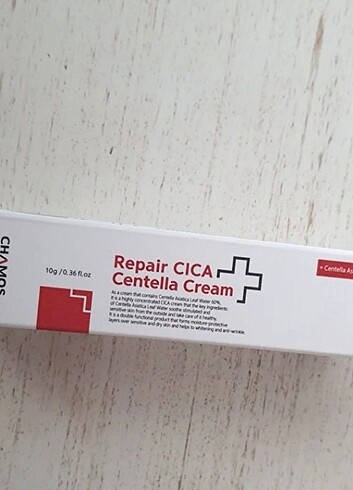 CHAMOS
10g / 0.36 fl.oz
Repair CICA
Centella Cream
As a cream that contains Centella Asiatica Leaf Water 60%,
it is a highly concentrated CICA cream that the key ingredients
of Centella Asiatica Leaf Water soothe stimulated and
sensitive skin from the outside and take care of it healthy.
It is a double functional product that forms moisture protective
layers over sensitive and dry skin and helps to whitening and anti-wrinkle.
+ Centella As